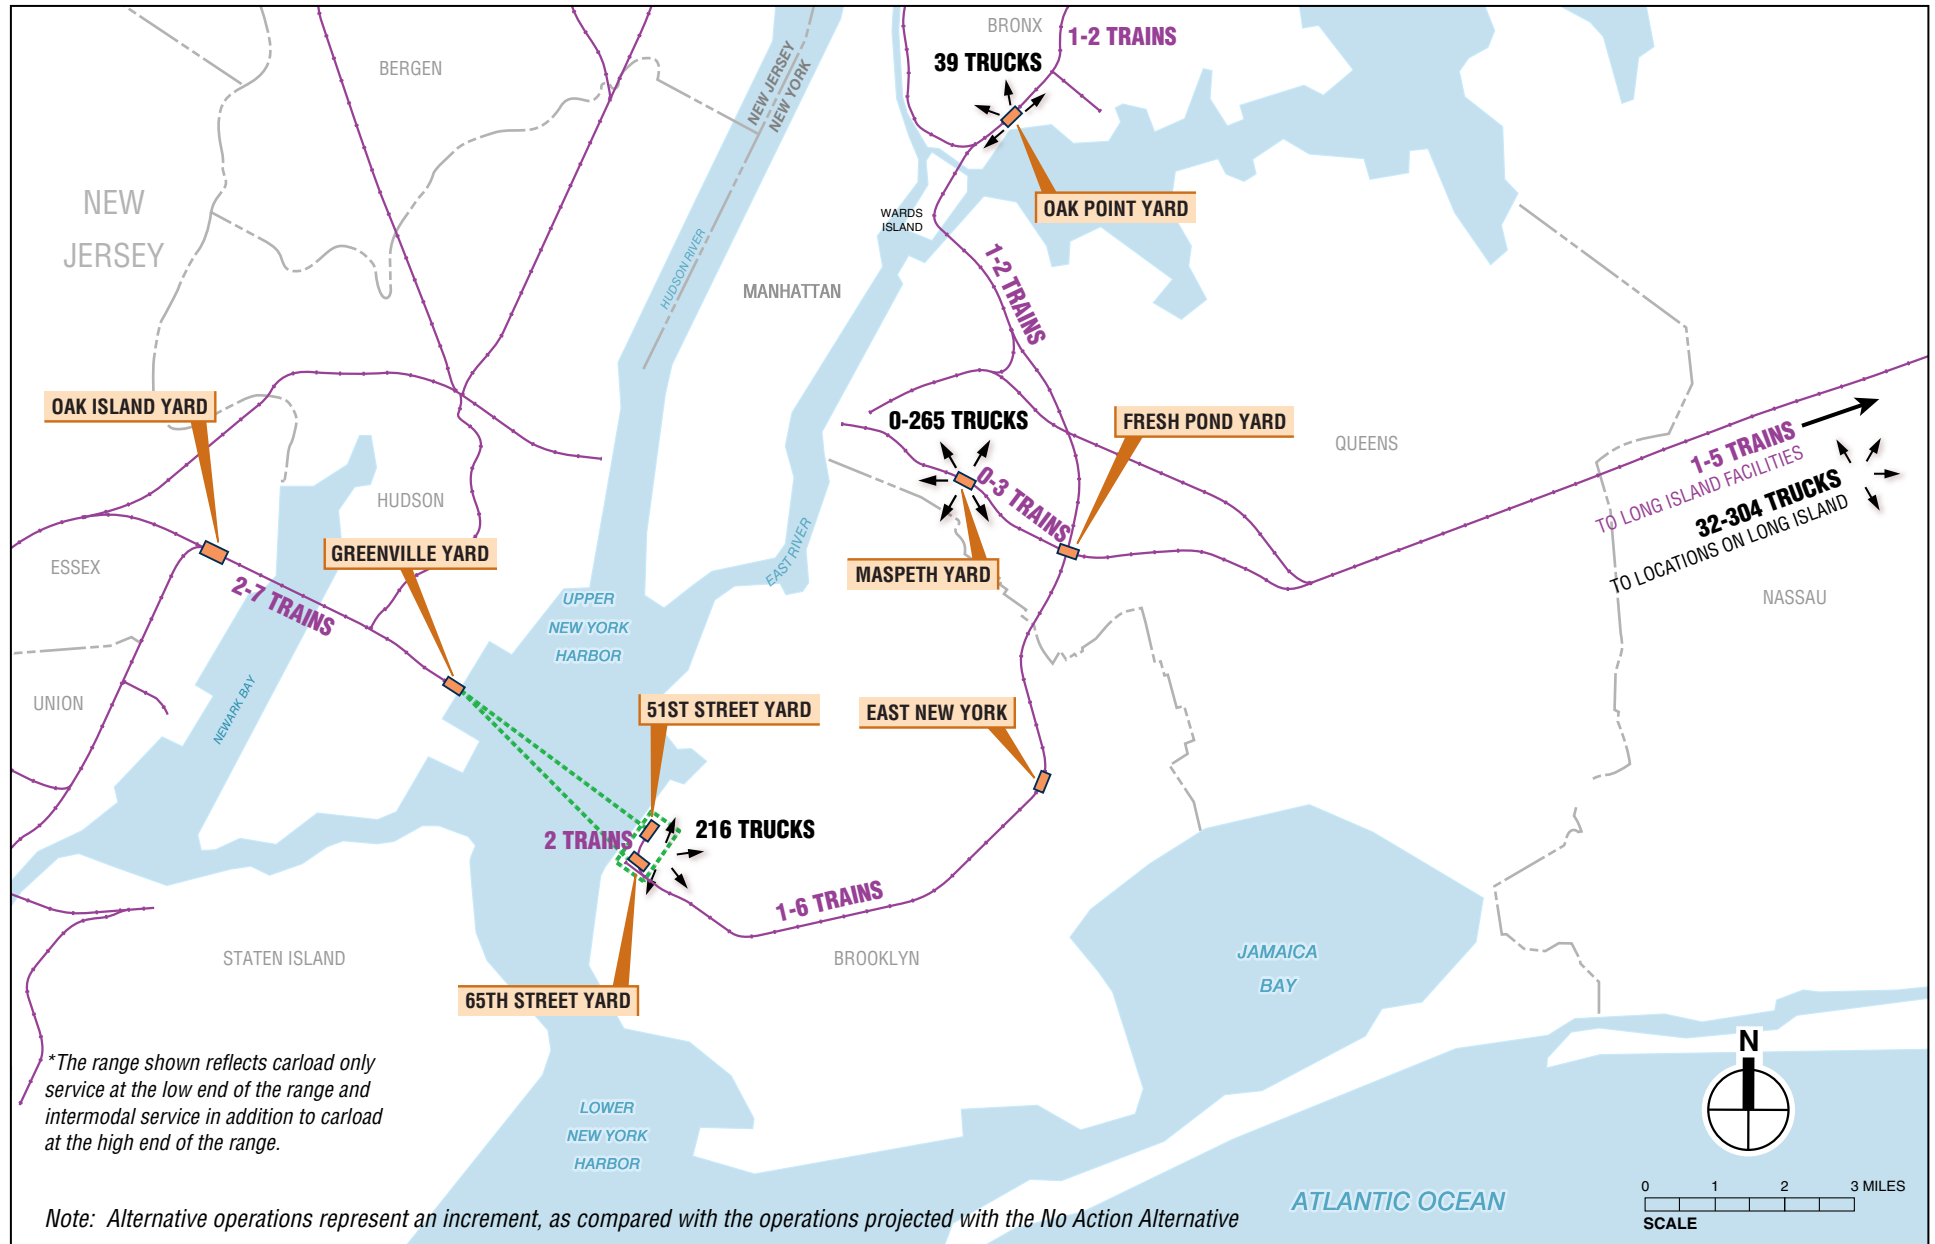 BRONX
1-2 TRAINS
39 TRUCKS
BERGEN
NEW JERSEY
NEW YORK
NEW
JERSEY
OAK POINT YARD
WARDS
ISLAND
HUDSON RIVER
MANHATTAN
1-2 TRAINS
OAK ISLAND YARD
0-265 TRUCKS
FRESH POND YARD
QUEENS
1-5 TRAINS
TO LONG ISLAND FACILITIES
32-304 TRUCKS
TO LOCATIONS ON LONG ISLAND
0-3 TRAINS
HUDSON
GREENVILLE YARD
ESSEX
EAST RIVER
MASPETH YARD
2-7 TRAINS
UPPER
NEW YORK
HARBOR
NASSAU
UNION
NEWARK BAY
51ST STREET YARD
EAST NEW YORK
2 TRAINS
216 TRUCKS
1-6 TRAINS
STATEN ISLAND
BROOKLYN
JAMAICA
BAY
65TH STREET YARD
*The range shown reflects carload only
service at the low end of the range and
intermodal service in addition to carload
at the high end of the range.
LOWER
NEW YORK
HARBOR
N
0 1 2 3 MILES
SCALE
ATLANTIC OCEAN
Note: Alternative operations represent an increment, as compared with the operations projected with the No Action Alternative